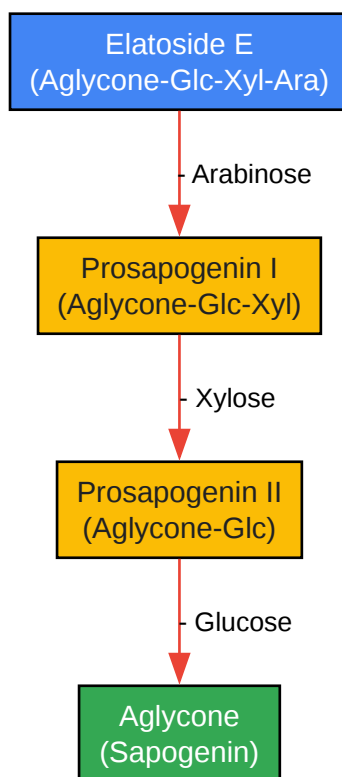 Elatoside E
(Aglycone-Glc-Xyl-Ara)
- Arabinose
Prosapogenin I
(Aglycone-Glc-Xyl)
- Xylose
Prosapogenin II
(Aglycone-Glc)
- Glucose
Aglycone
(Sapogenin)